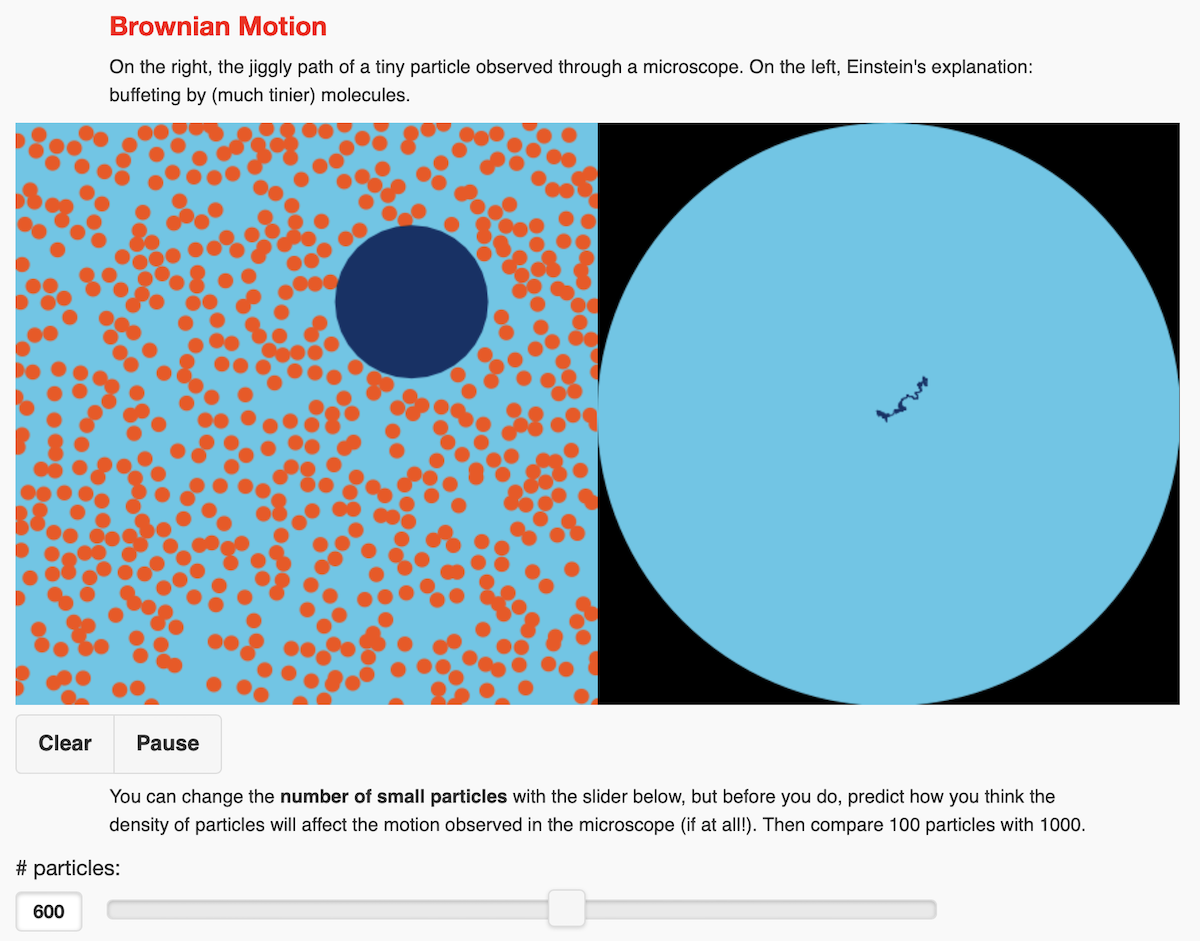 Brownian Motion
On the right, the jiggly path of a tiny particle observed through a microscope. On the left, Einstein's explanation:
buffeting by (much tinier) molecules.
Clear
Pause
You can change the number of small particles with the slider below, but before you do, predict how you think the
density of particles will affect the motion observed in the microscope (if at all!). Then compare 100 particles with 1000.
# particles:
600